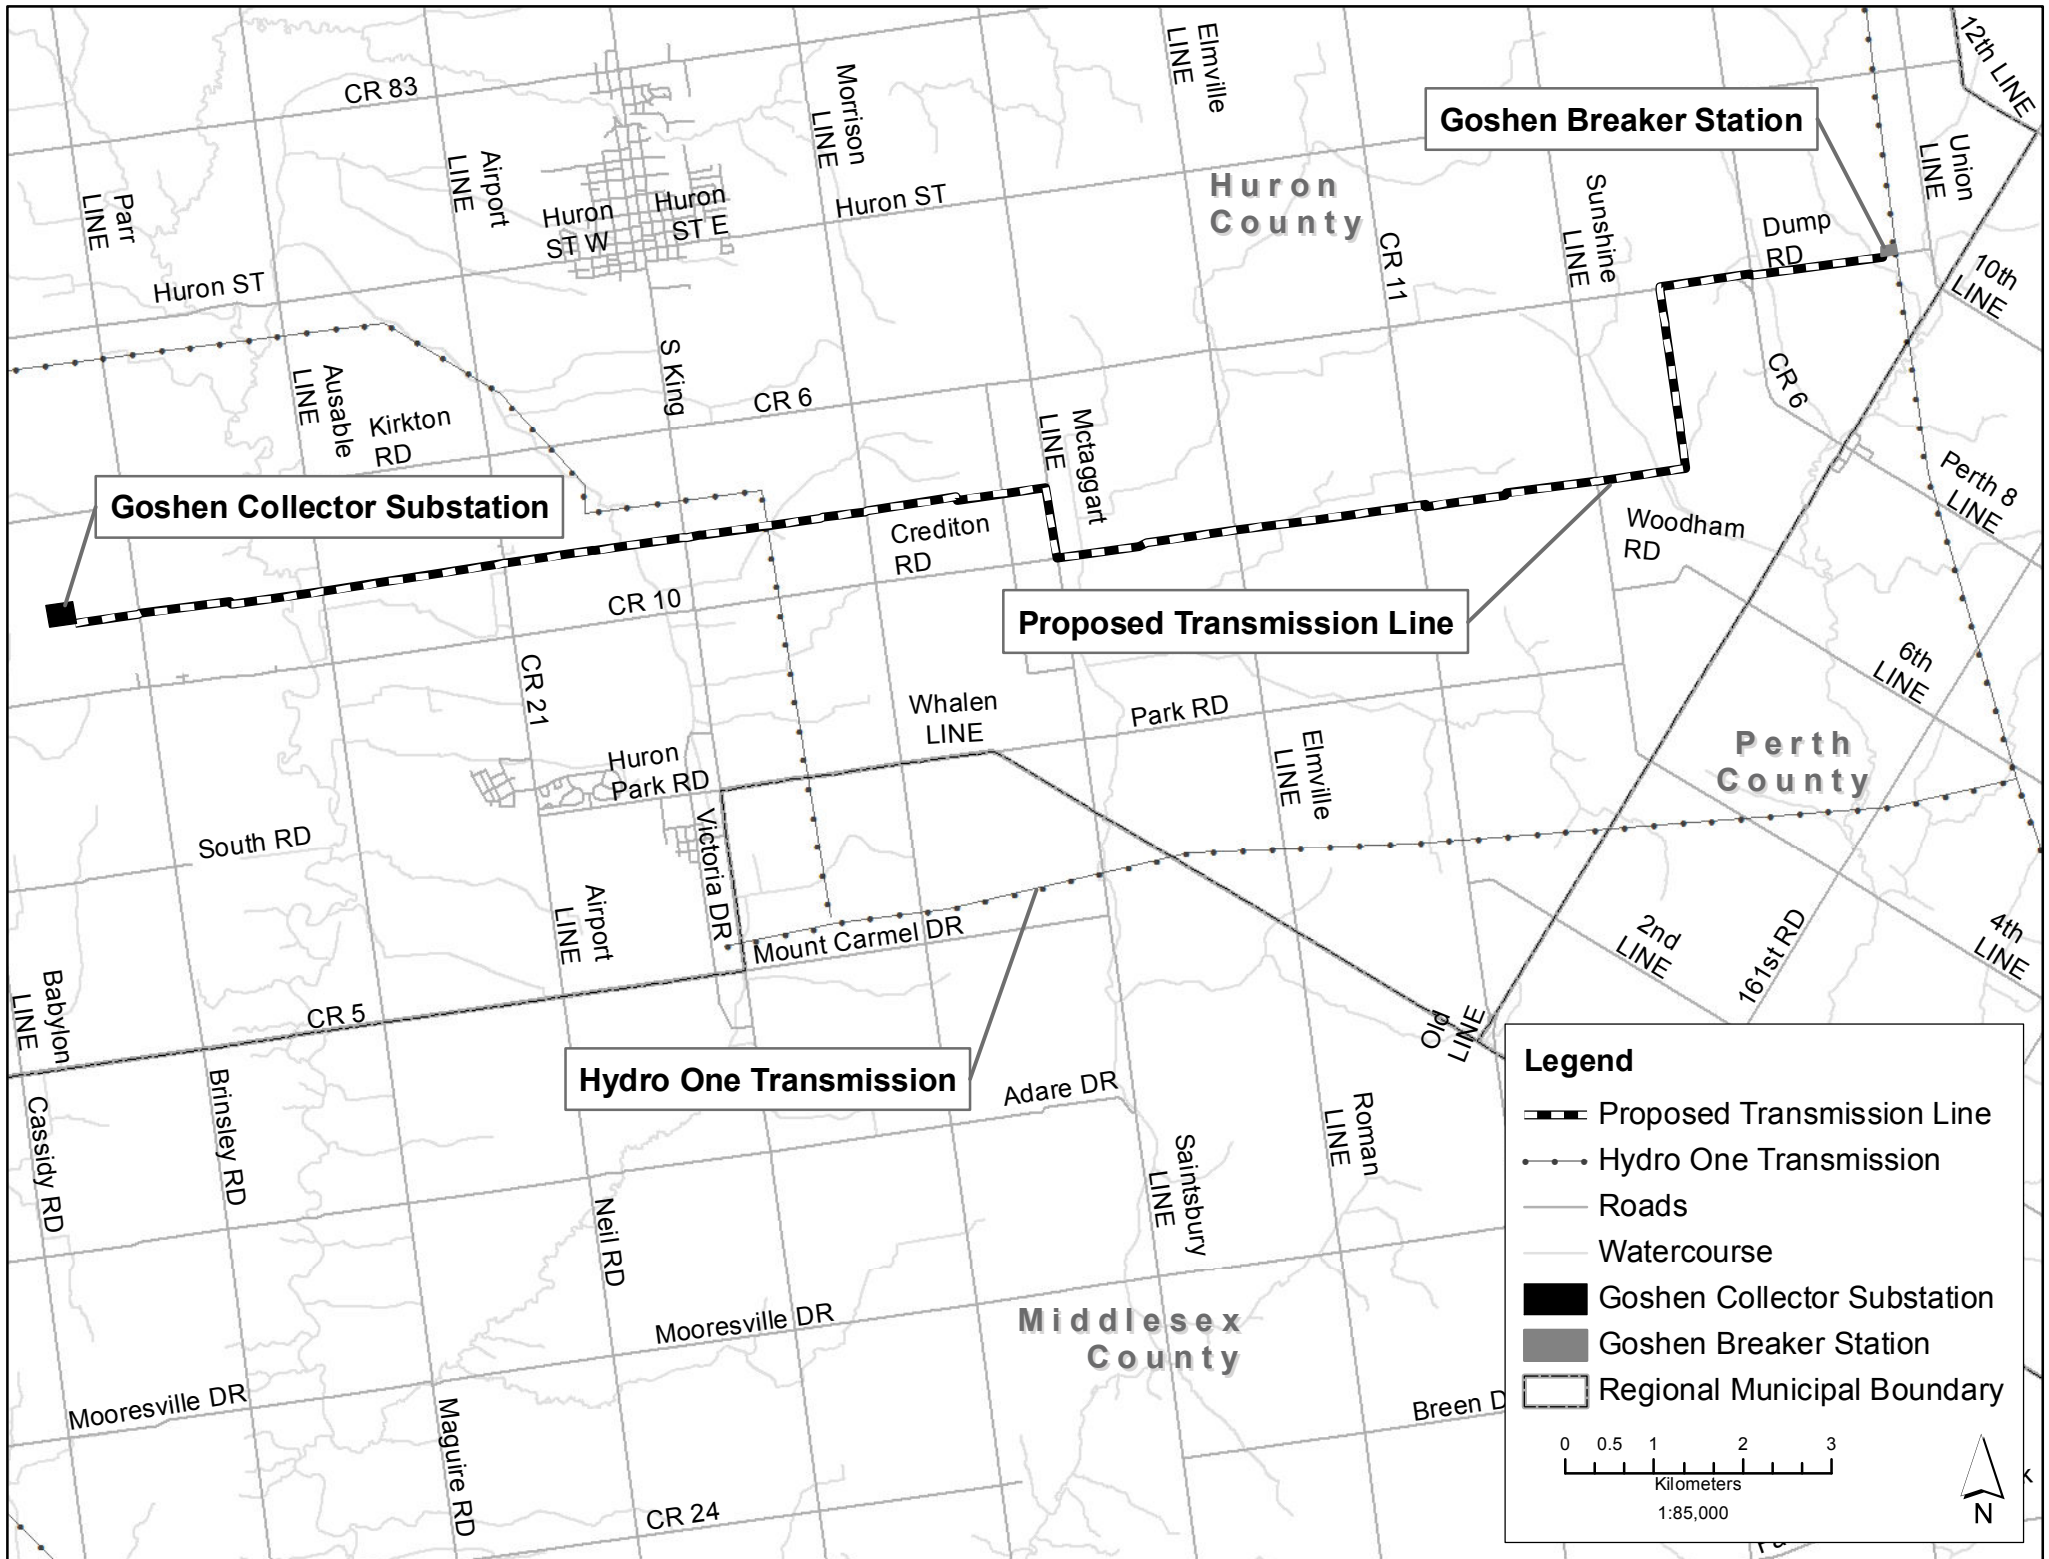 12th LINE
Elmville
LINE
CR 83
Morrison
LINE
Goshen Breaker Station
Airport
LINE
Union
LINE
Parr
LINE
Huron
ST W
Huron
ST E
Huron ST
Huron
County
Sunshine
LINE
Dump
RD
CR 11
Huron ST
10th
LINE
S King
Ausable
LINE
Kirkton
RD
CR 6
CR 6
Mctaggart
LINE
Goshen Collector Substation
Perth 8
LINE
Crediton
RD
Woodham
RD
CR 10
Proposed Transmission Line
6th
LINE
CR 21
Whalen
LINE
Park RD
Perth
County
Huron
Park RD
Elmville
LINE
South RD
Victoria DR
Airport
LINE
Mount Carmel DR
2nd
LINE
161st RD
4th
LINE
Babylon
LINE
CR 5
Old
LINE
Hydro One Transmission
Adare DR
Cassidy RD
Brinsley RD
Roman
LINE
Saintsbury
LINE
Neil RD
Mooresville DR
Middlesex
County
Mooresville DR
Maguire RD
Breen D
CR 24
Legend
Proposed Transmission Line
Hydro One Transmission
Roads
Watercourse
Goshen Collector Substation
Goshen Breaker Station
Regional Municipal Boundary
0 0.5 1 2 3
Kilometers
1:85,000
N